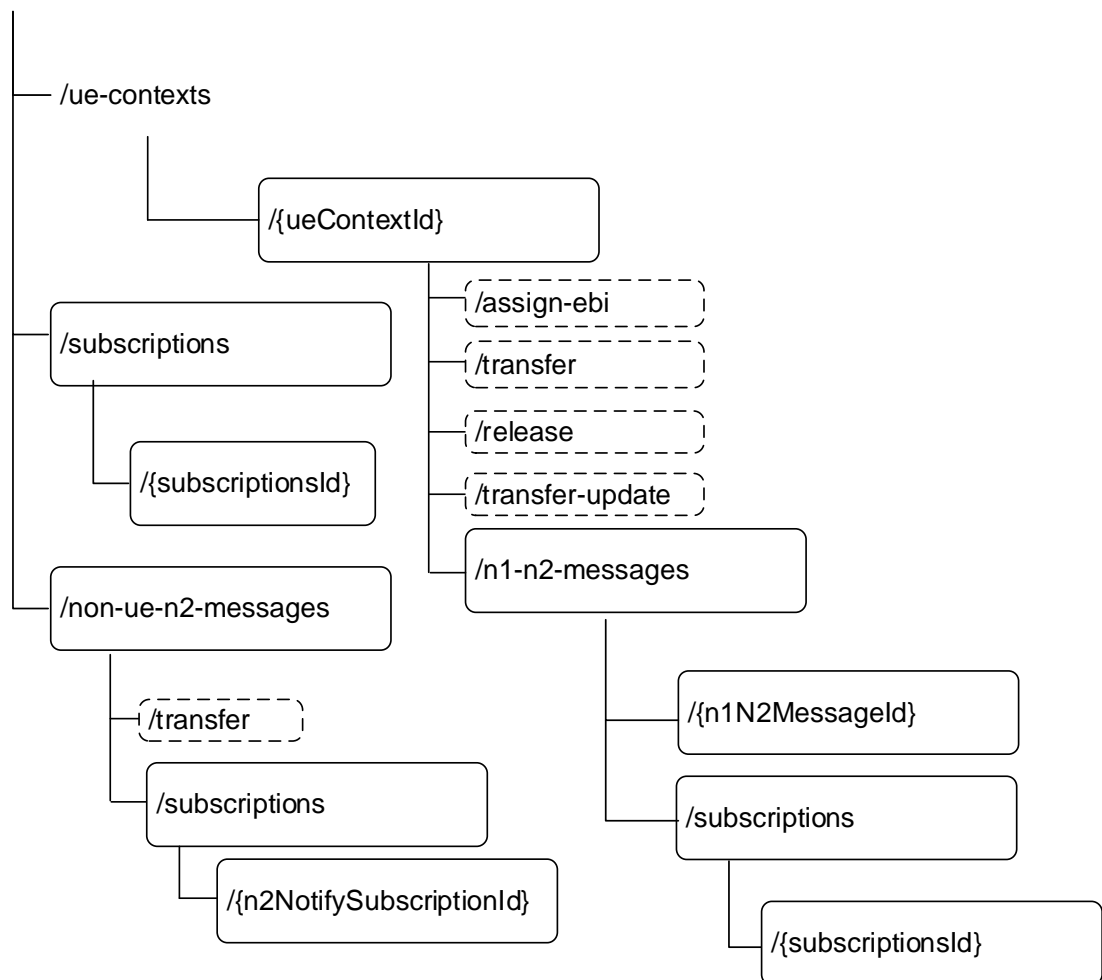 /ue-contexts
/{ueContextId}
/assign-ebi
/subscriptions
/transfer
/release
/{subscriptionsId}
/transfer-update
/n1-n2-messages
/non-ue-n2-messages
/{n1N2MessageId}
/transfer
/subscriptions
/subscriptions
/{n2NotifySubscriptionId}
/{subscriptionsId}